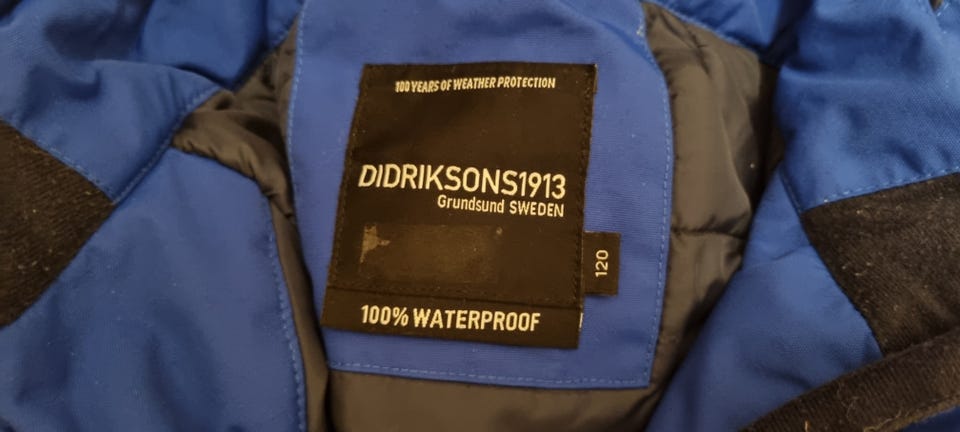 100 YEARS OF WEATHER PROTECTION
DIDRIKSONS1913
Grundsund SWEDEN
120
100% WATERPROOF